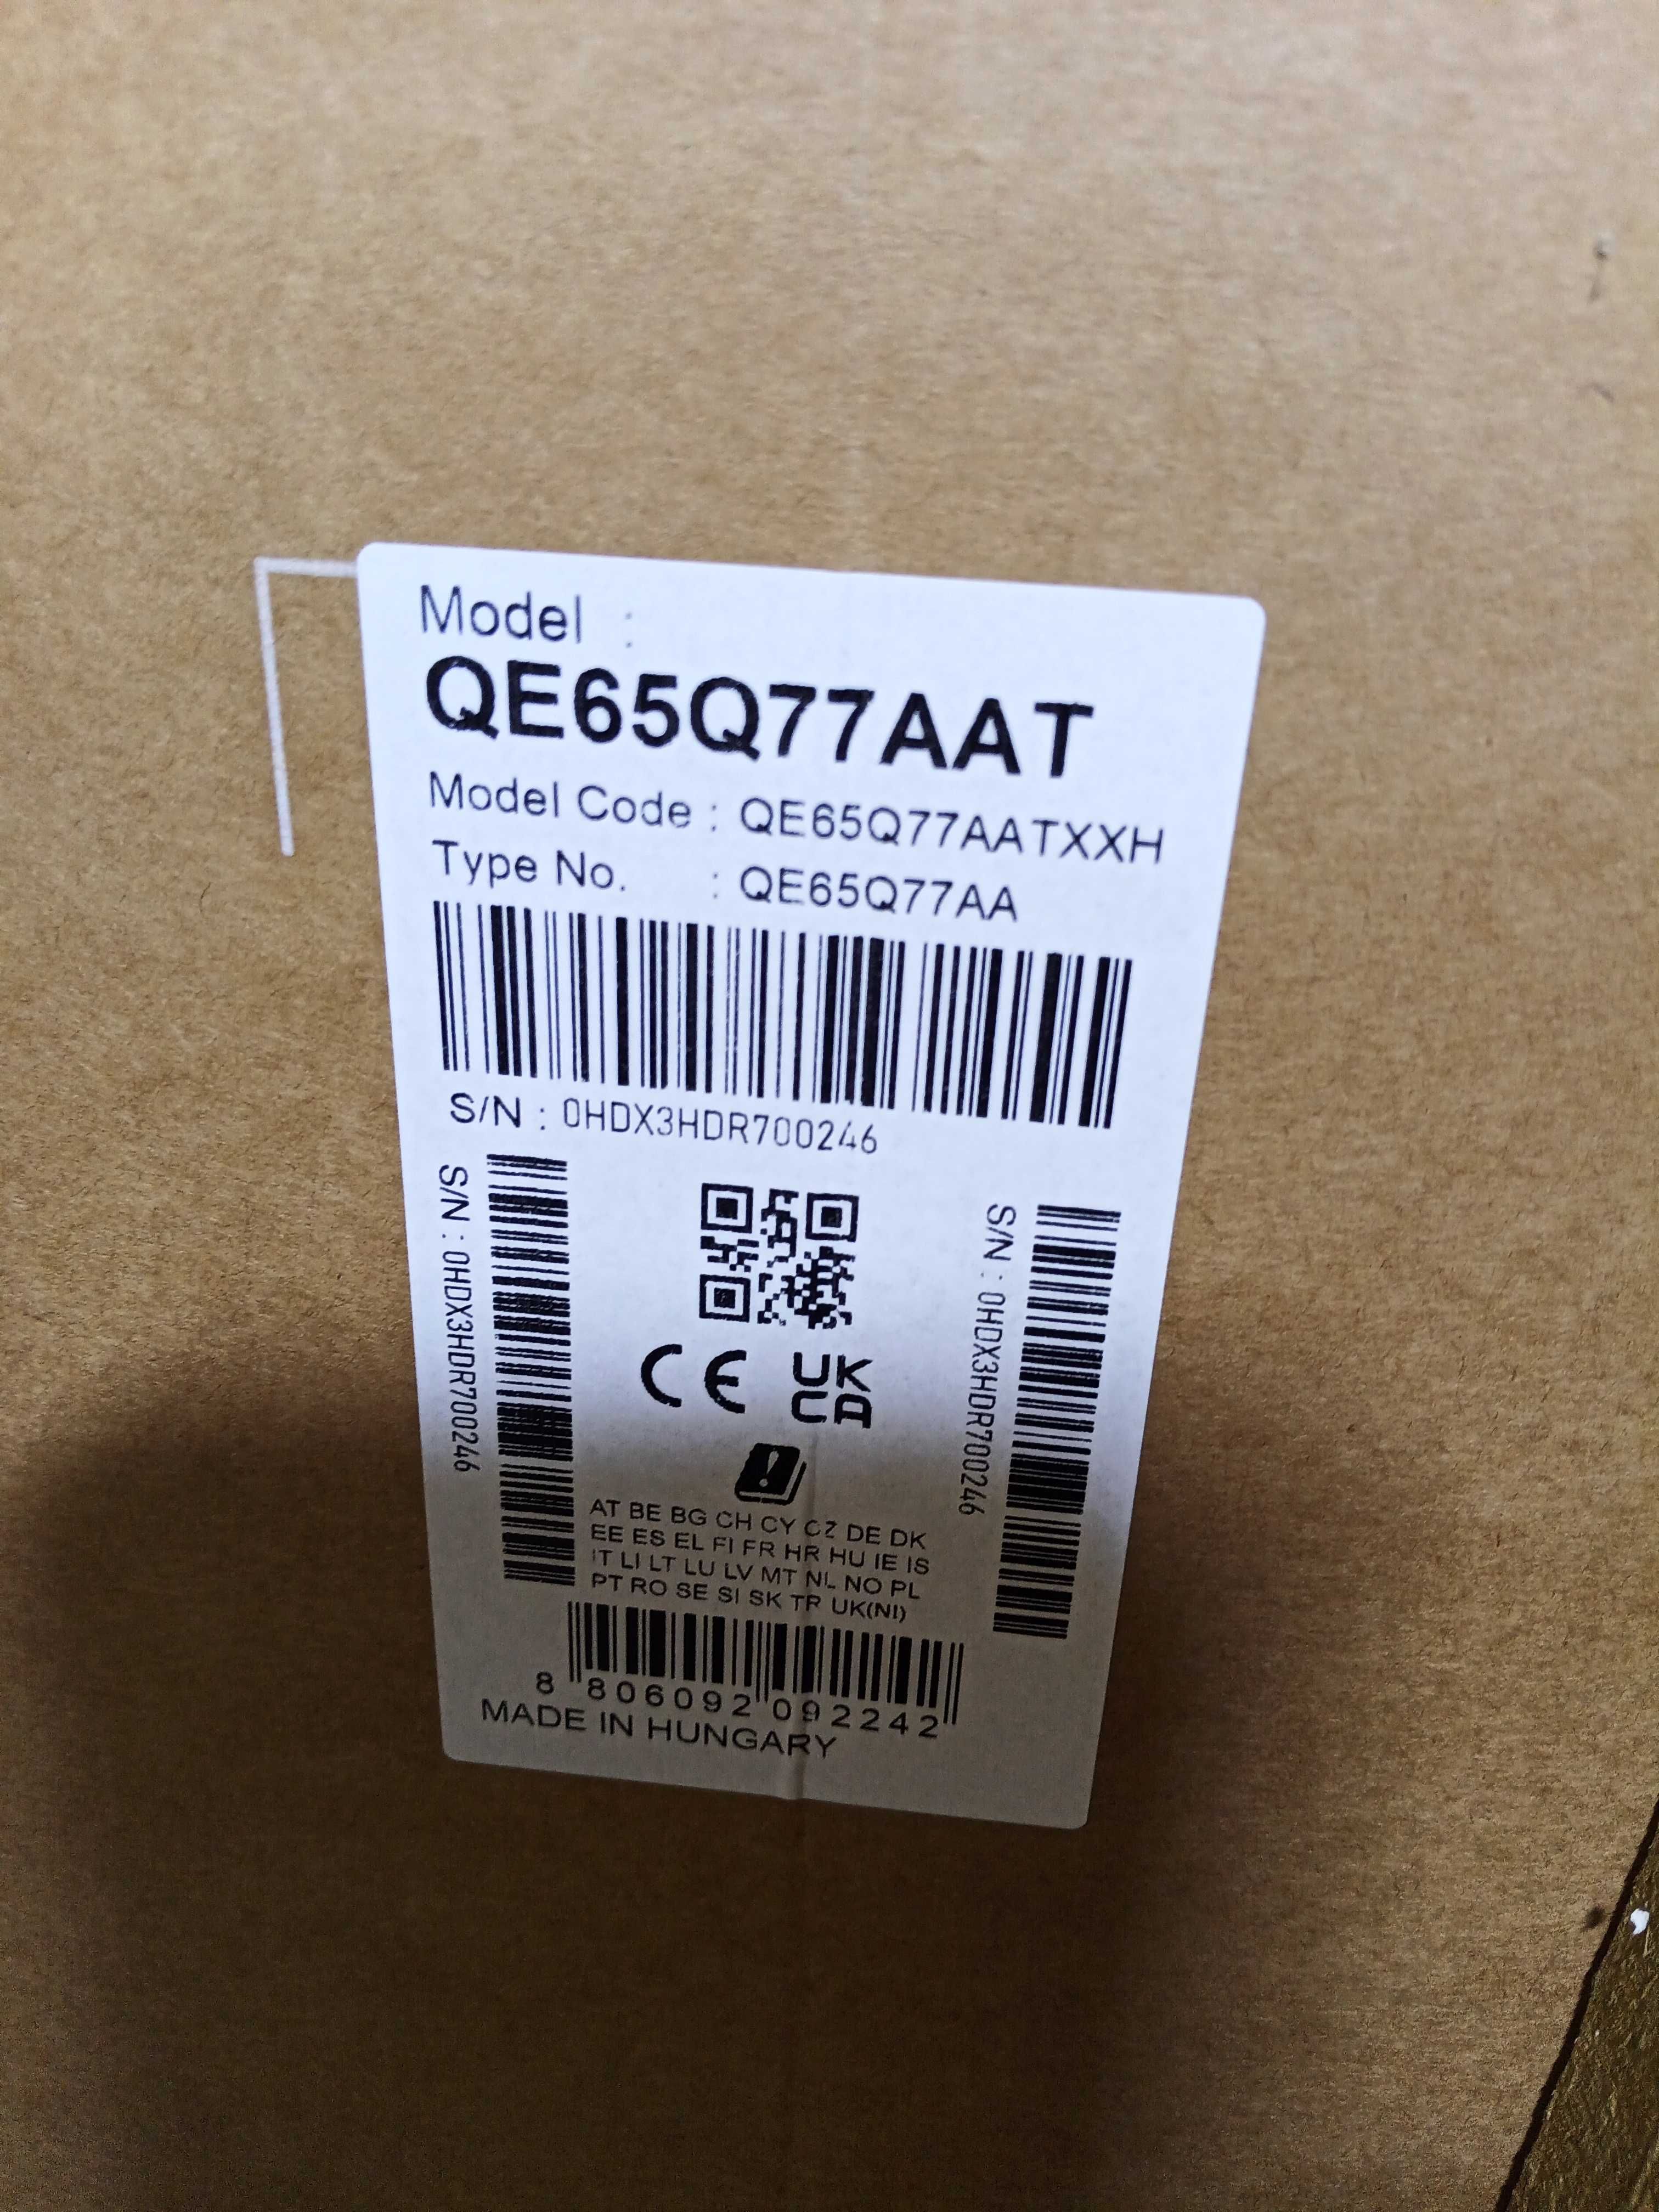 Model :
QE65Q77AAT
Model Code : QE65Q77AATXXH
Type No. : QE65Q77AA
S/N : 0HDX3HDR700246
S/N : 0HDX3HDR700246
S/N : 0HDX3HDR700246
CE UK
CA
AT BE BG CH CY CZ DE DK
EE ES EL FI FR HR HU IE IS
IT LI LT LU LV MT NL NO PL
PT RO SE SI SK TR UK(NI)
8 806092 092242
MADE IN HUNGARY